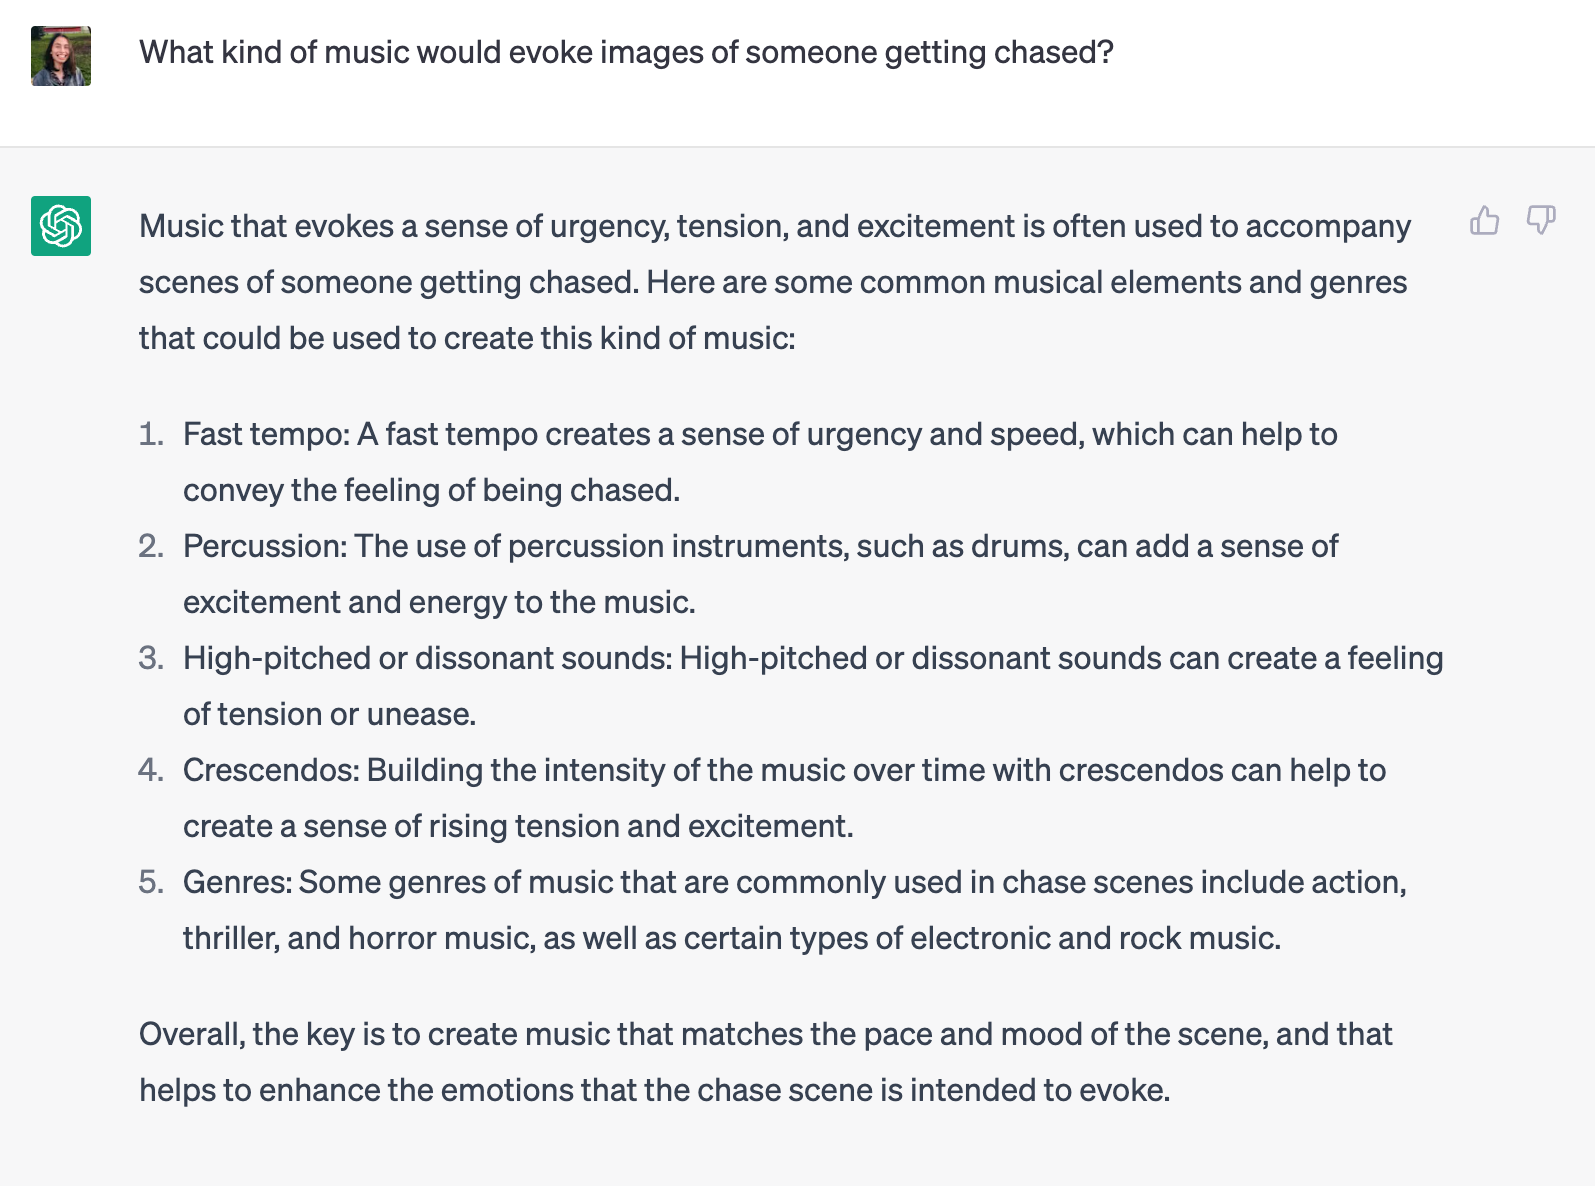 What kind of music would evoke images of someone getting chased?
Music that evokes a sense of urgency, tension, and excitement is often used to accompany
scenes of someone getting chased. Here are some common musical elements and genres
that could be used to create this kind of music:
1. Fast tempo: A fast tempo creates a sense of urgency and speed, which can help to
convey the feeling of being chased.
2. Percussion: The use of percussion instruments, such as drums, can add a sense of
excitement and energy to the music.
3. High-pitched or dissonant sounds: High-pitched or dissonant sounds can create a feeling
of tension or unease.
4. Crescendos: Building the intensity of the music over time with crescendos can help to
create a sense of rising tension and excitement.
5. Genres: Some genres of music that are commonly used in chase scenes include action,
thriller, and horror music, as well as certain types of electronic and rock music.
Overall, the key is to create music that matches the pace and mood of the scene, and that
helps to enhance the emotions that the chase scene is intended to evoke.